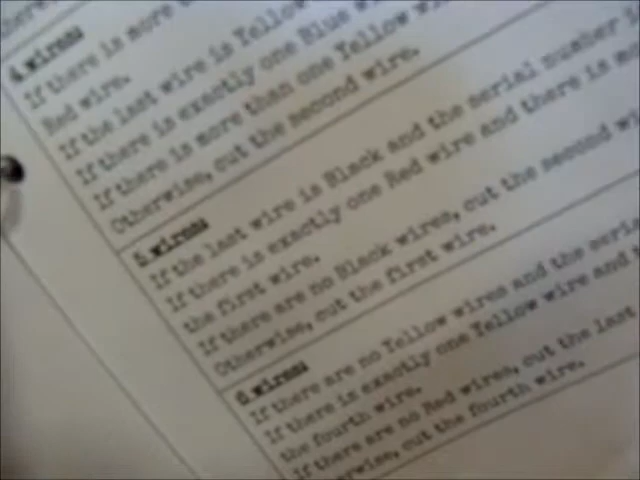 4 wires:
If there is more
Red wire.
If the last wire is Yellow
If there is exactly one Blue
If there is more than one Yellow
Otherwise, cut the second wire.
5 wires:
If the last wire is Black and the serial number
If there is exactly one Red wire and there is
the first wire.
If there are no Black wires, cut the second
Otherwise, cut the first wire.
6 wires:
If there are no Yellow wires and the
If there is exactly one Yellow wire and
the fourth wire.
If there are no Red wires, cut the last
cut the fourth wire.